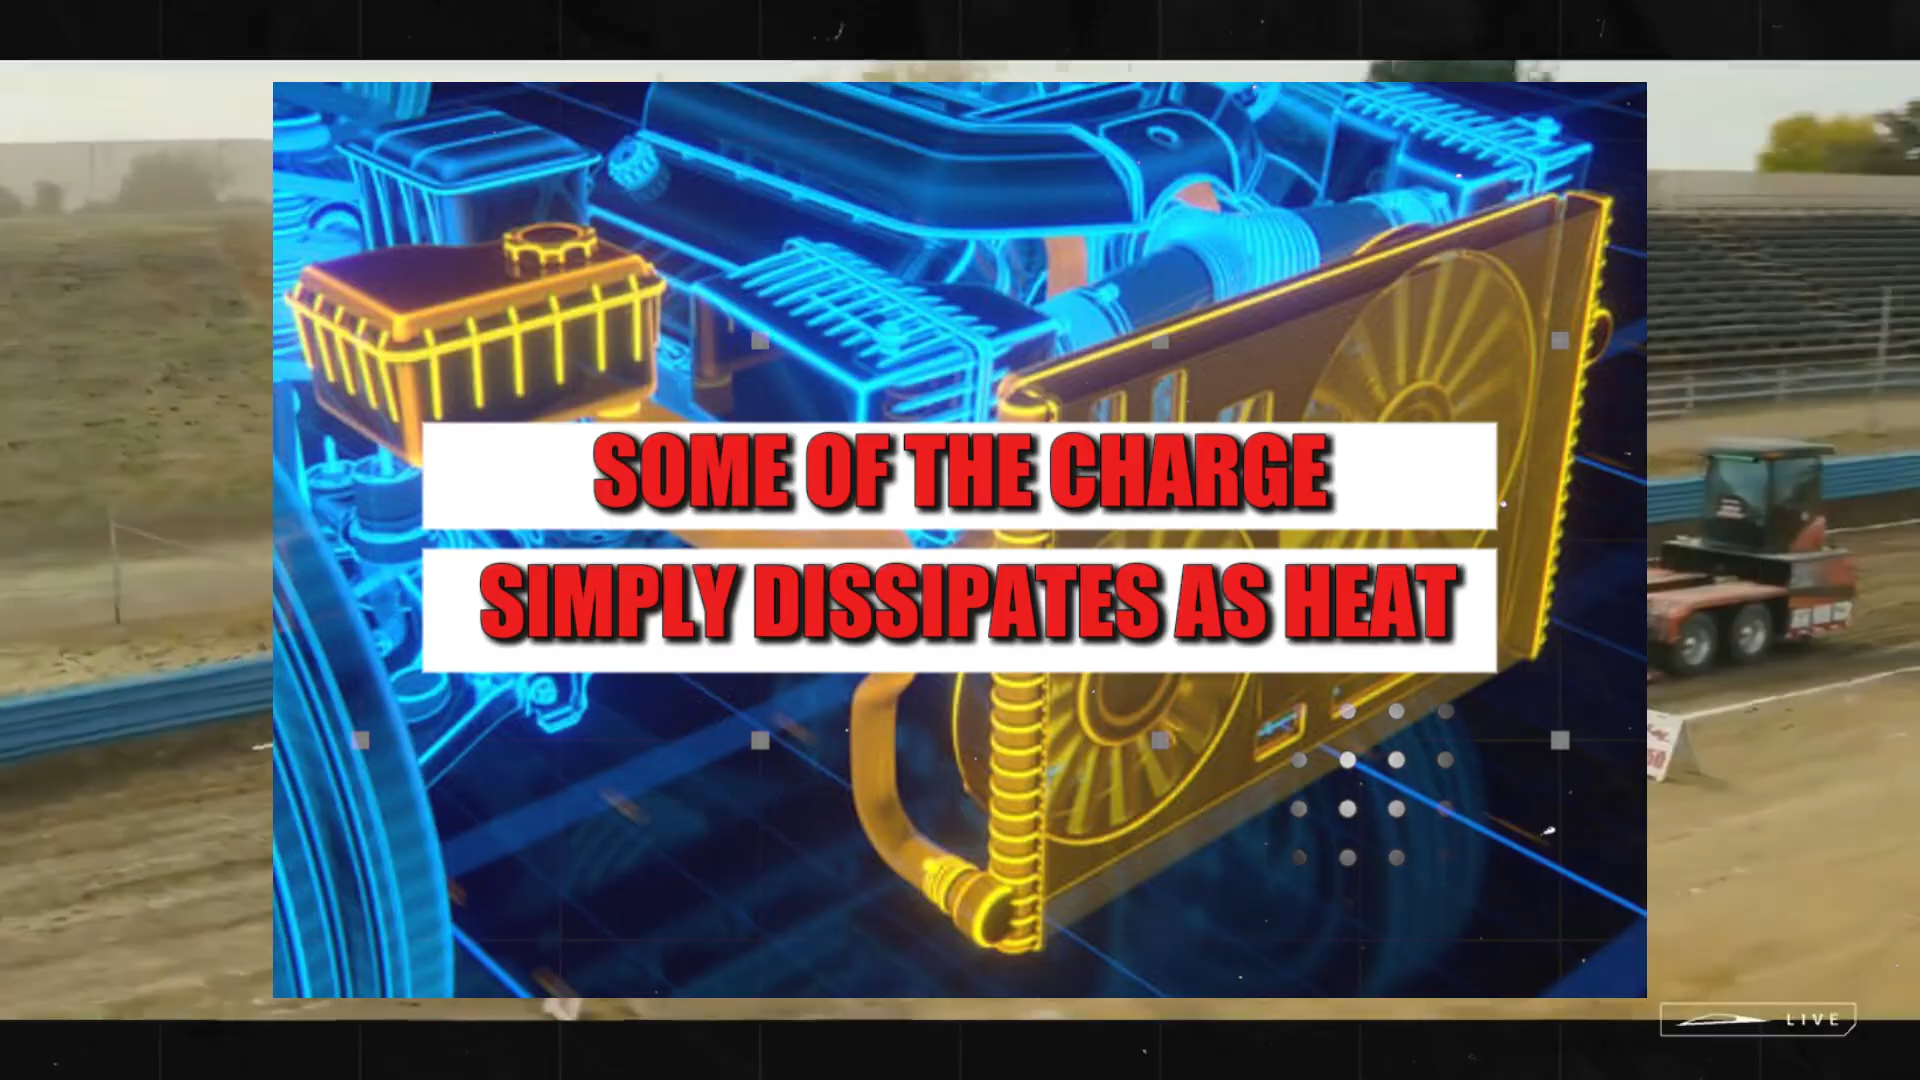 SOME OF THE CHARGE
SIMPLY DISSIPATES AS HEAT
LIVE